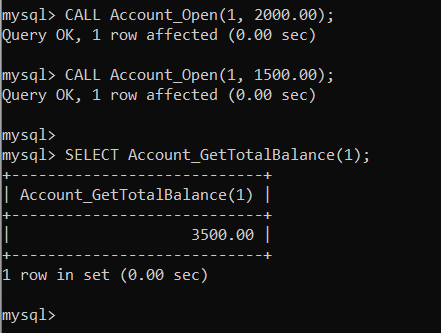 mysql> CALL Account_Open(1, 2000.00);
Query OK, 1 row affected (0.00 sec)
mysql> CALL Account_Open(1, 1500.00);
Query OK, 1 row affected (0.00 sec)
mysql>
mysql> SELECT Account_GetTotalBalance(1);
+----------------------------+
| Account_GetTotalBalance(1) |
+----------------------------+
|                    3500.00 |
+----------------------------+
1 row in set (0.00 sec)
mysql>